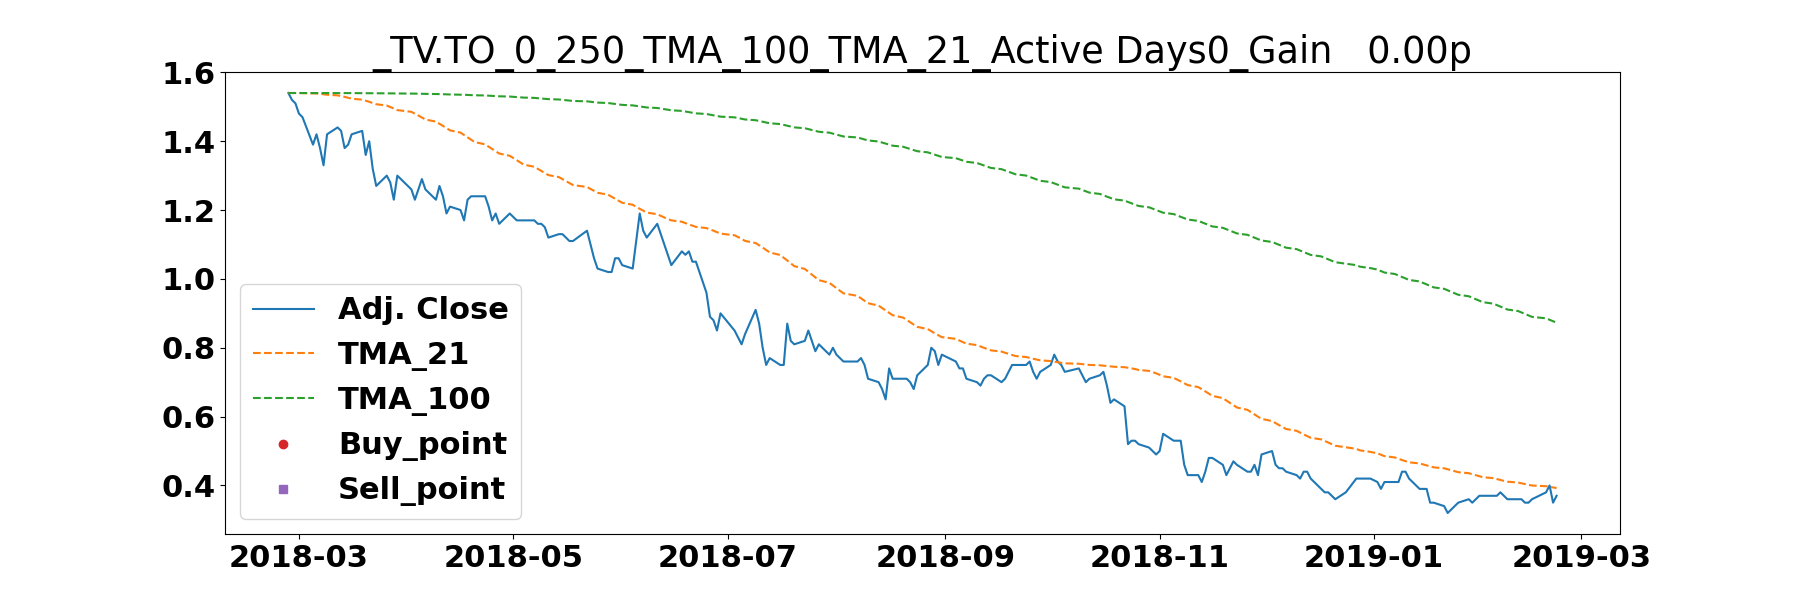 _TV.TO_0_250_TMA_100_TMA_21_Active Days0_Gain   0.00p
1.6
1.4
1.2
1.0
0.8
0.6
0.4
Adj. Close
TMA_21
TMA_100
Buy_point
Sell_point
2018-03 2018-05 2018-07 2018-09 2018-11 2019-01 2019-03